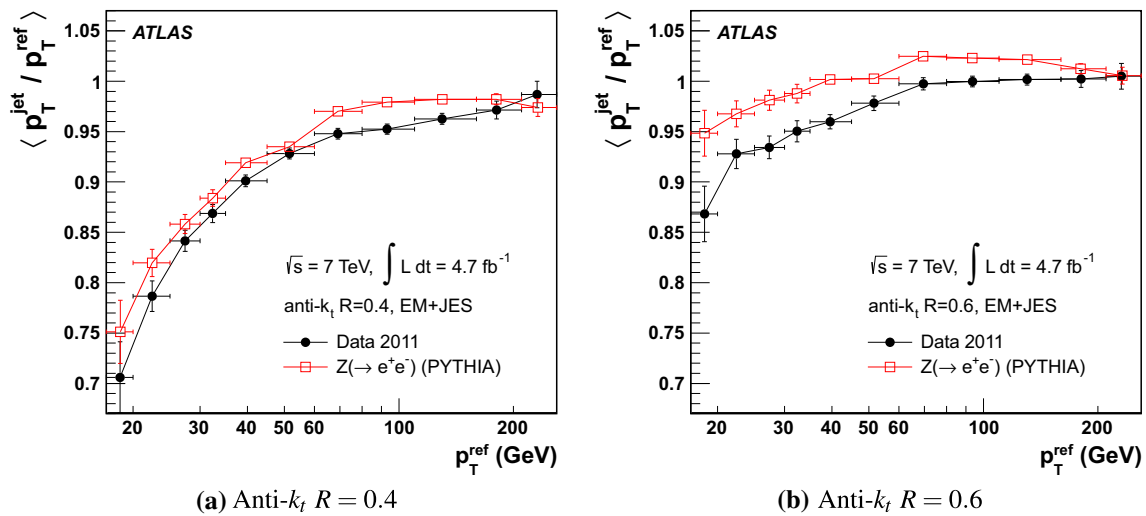 ⟨ p_T^jet / p_T^ref ⟩
ATLAS
1.05
1
0.95
0.9
0.85
0.8
0.75
0.7
√s = 7 TeV, ∫ L dt = 4.7 fb⁻¹
anti-k_t R=0.4, EM+JES
Data 2011
Z(→ e⁺e⁻) (PYTHIA)
20 30 40 50 60 100 200
p_T^ref (GeV)
(a) Anti-k_t R = 0.4
⟨ p_T^jet / p_T^ref ⟩
ATLAS
1.05
1
0.95
0.9
0.85
0.8
0.75
0.7
√s = 7 TeV, ∫ L dt = 4.7 fb⁻¹
anti-k_t R=0.6, EM+JES
Data 2011
Z(→ e⁺e⁻) (PYTHIA)
20 30 40 50 60 100 200
p_T^ref (GeV)
(b) Anti-k_t R = 0.6